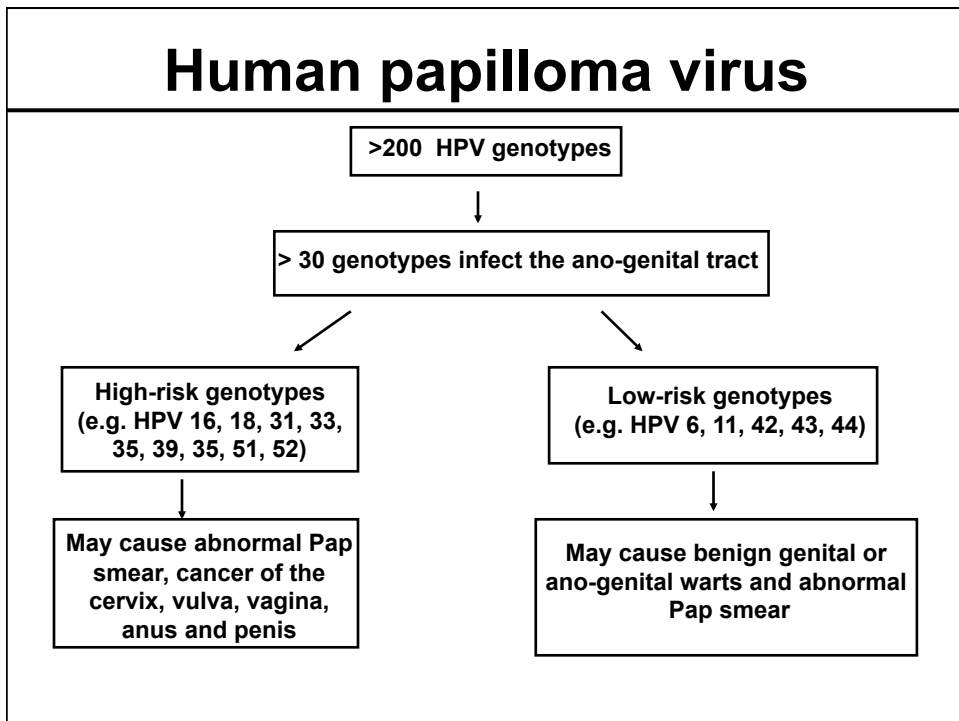 Human papilloma virus
>200 HPV genotypes
> 30 genotypes infect the ano-genital tract
High-risk genotypes
(e.g. HPV 16, 18, 31, 33,
35, 39, 35, 51, 52)
Low-risk genotypes
(e.g. HPV 6, 11, 42, 43, 44)
May cause abnormal Pap
smear, cancer of the
cervix, vulva, vagina,
anus and penis
May cause benign genital or
ano-genital warts and abnormal
Pap smear